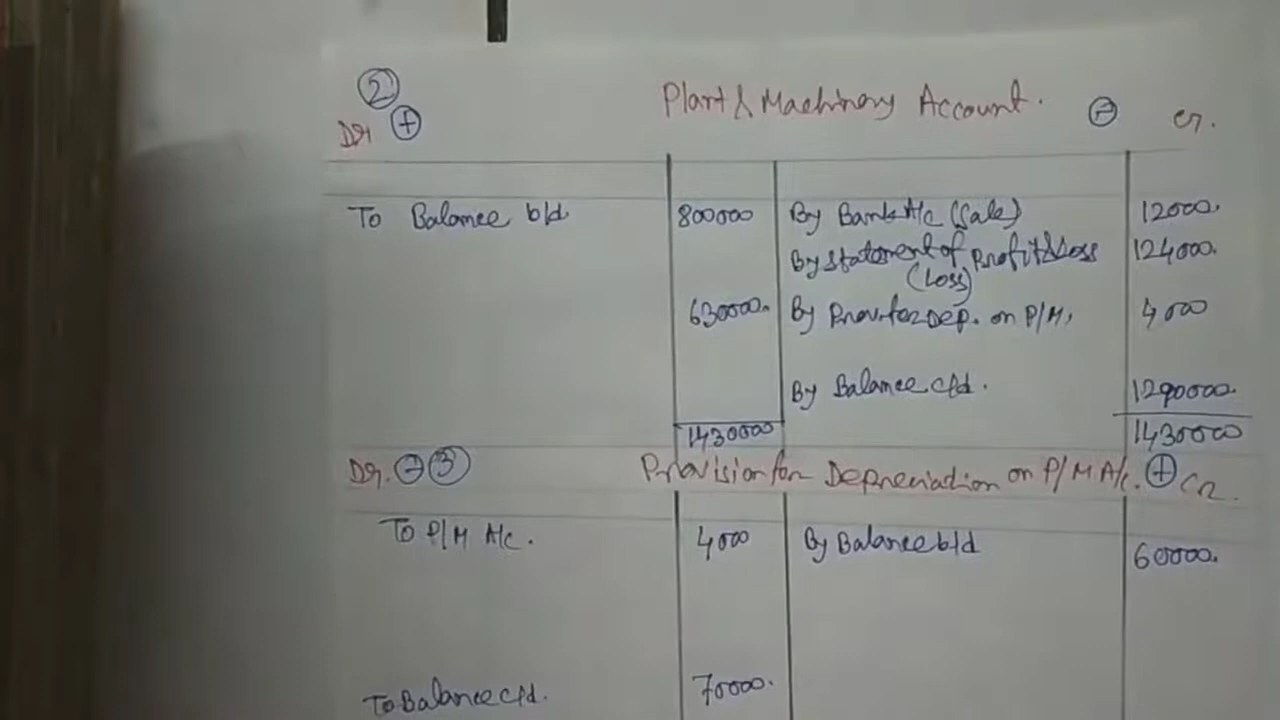 2
Plant & Machinery Account. - Cr.
Dr. +
To Balance b/d 800000 By Bank A/c (Sale) 12000.
By Statement of Profit & Loss 124000.
(Loss)
630000. By Prov. for Dep. on P/M, 4000
By Balance c/d. 1290000.
1430000 1430000
Dr. - 3 Provision for Depreciation on P/M A/c. + Cr.
To P/M A/c. 4000 By Balance b/d 60000.
To Balance c/d. 70000.